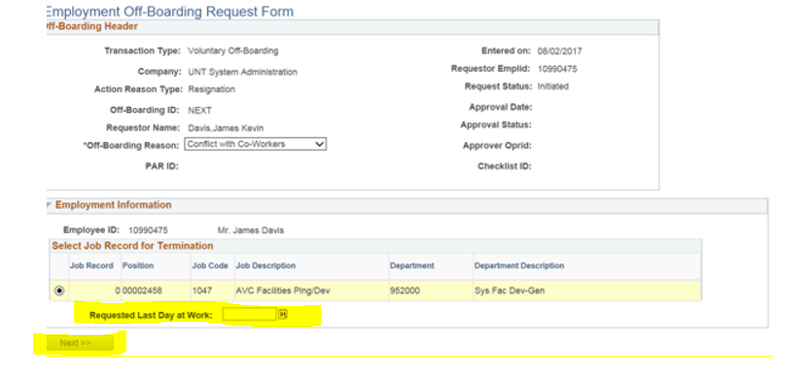 Employment Off-Boarding Request Form
Off-Boarding Header
Transaction Type: Voluntary Off-Boarding Entered on: 08/02/2017
Company: UNT System Administration Requestor Emplid: 10990475
Action Reason Type: Resignation Request Status: Initiated
Off-Boarding ID: NEXT Approval Date:
Requestor Name: Davis,James Kevin Approval Status:
*Off-Boarding Reason: Conflict with Co-Workers Approver Oprid:
PAR ID: Checklist ID:
Employment Information
Employee ID: 10990475 Mr. James Davis
Select Job Record for Termination
Job Record Position Job Code Job Description Department Department Description
0 00002458 1047 AVC Facilities Plng/Dev 952000 Sys Fac Dev-Gen
Requested Last Day at Work:
Next >>